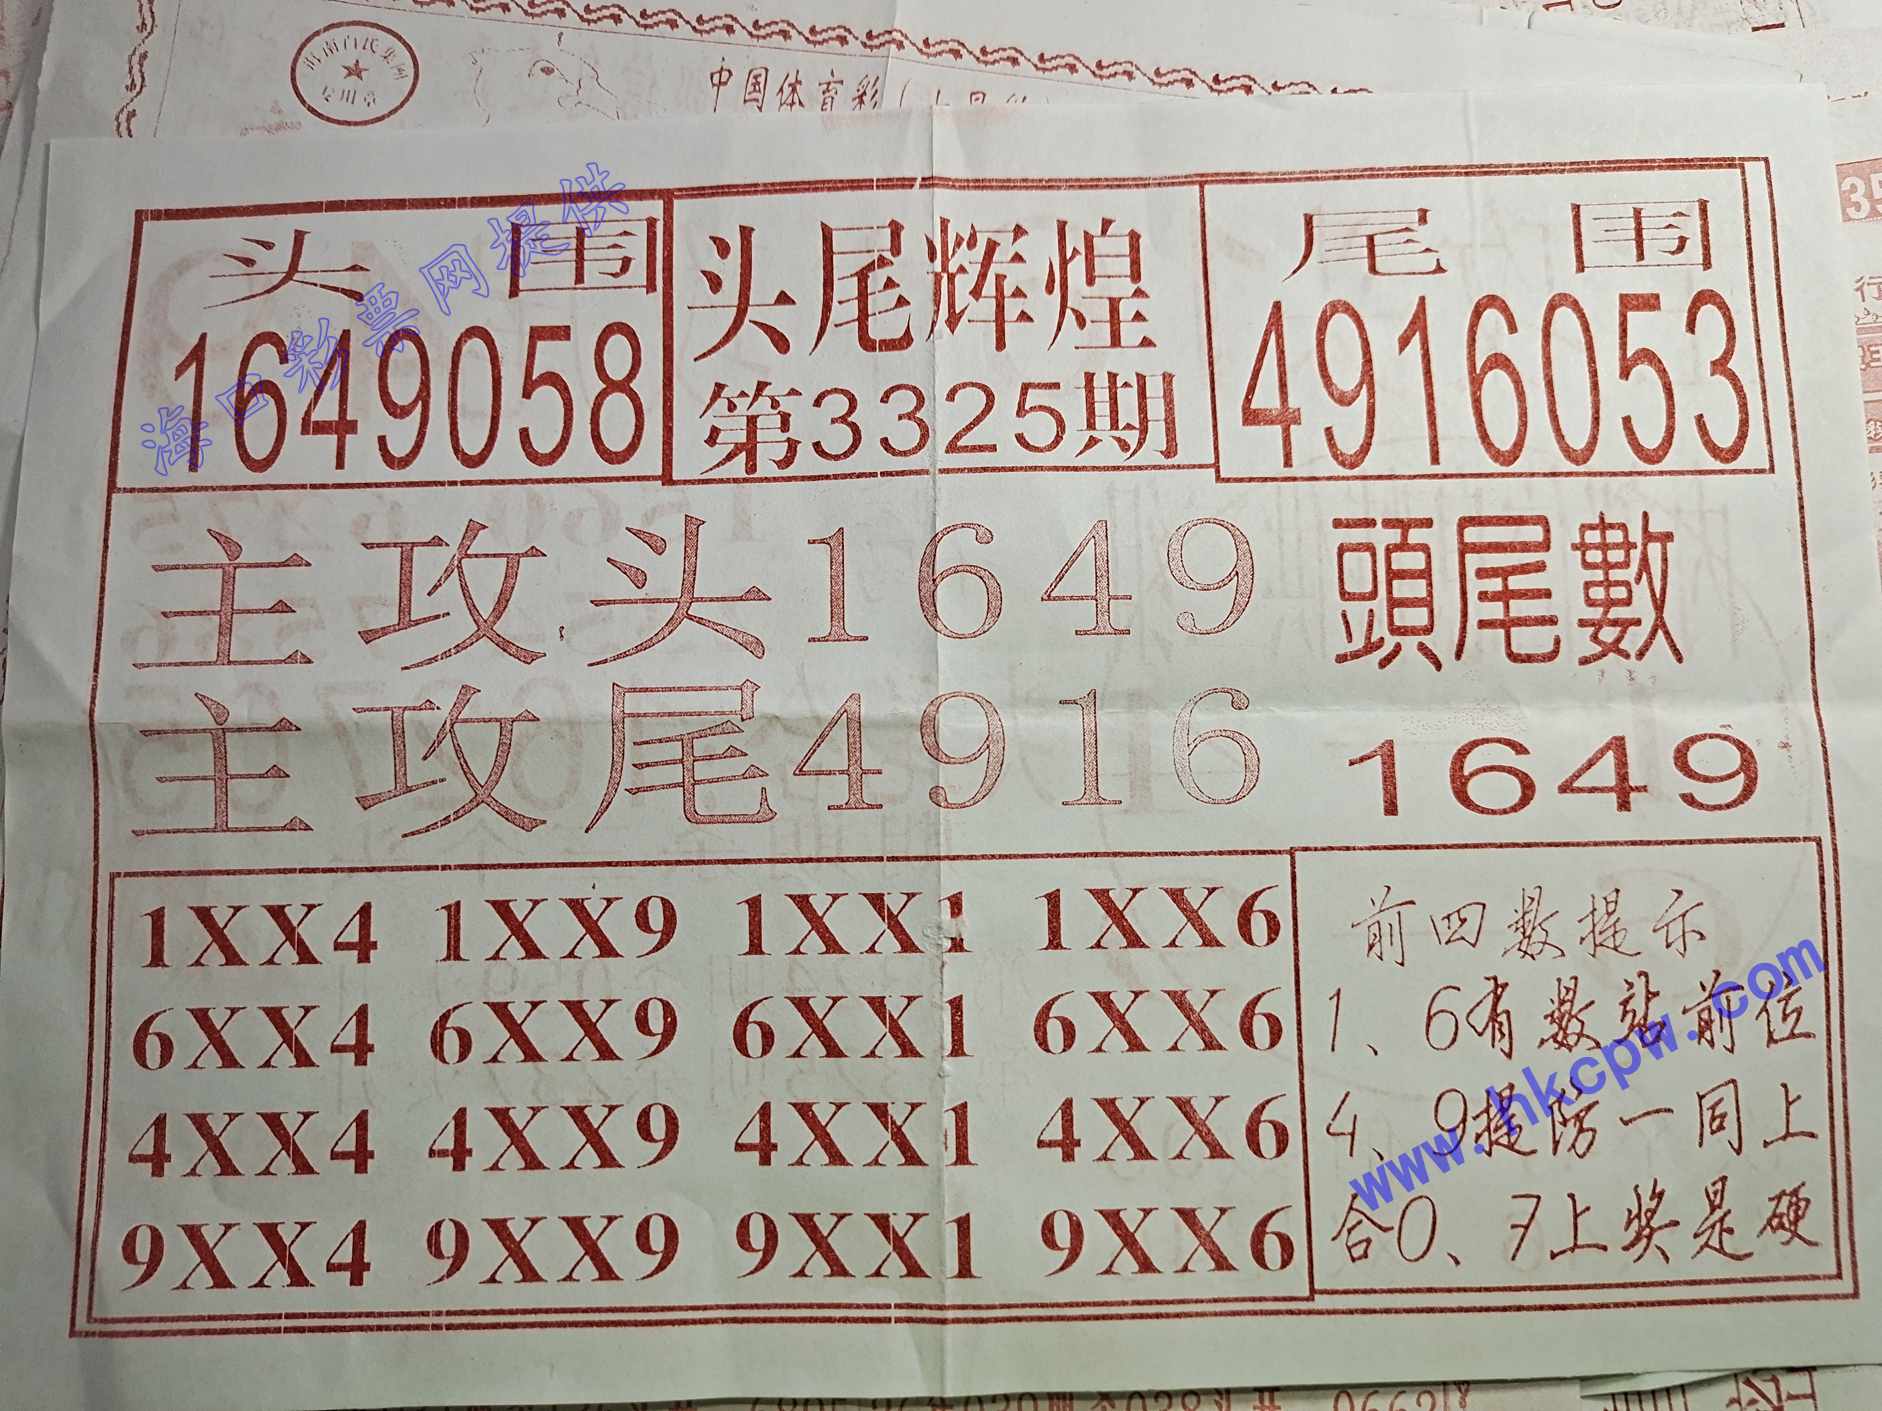 中国体育彩
头围
1649058
头尾辉煌
第3325期
尾围
4916053
主攻头1649
主攻尾4916
頭尾數
1649
1XX4 1XX9 1XX1 1XX6
6XX4 6XX9 6XX1 6XX6
4XX4 4XX9 4XX1 4XX6
9XX4 9XX9 9XX1 9XX6
前四数提示
1、6有数站前位
4、9提防一同上
合0、7上奖是硬
海口彩票网提供
www.hkcpw.com